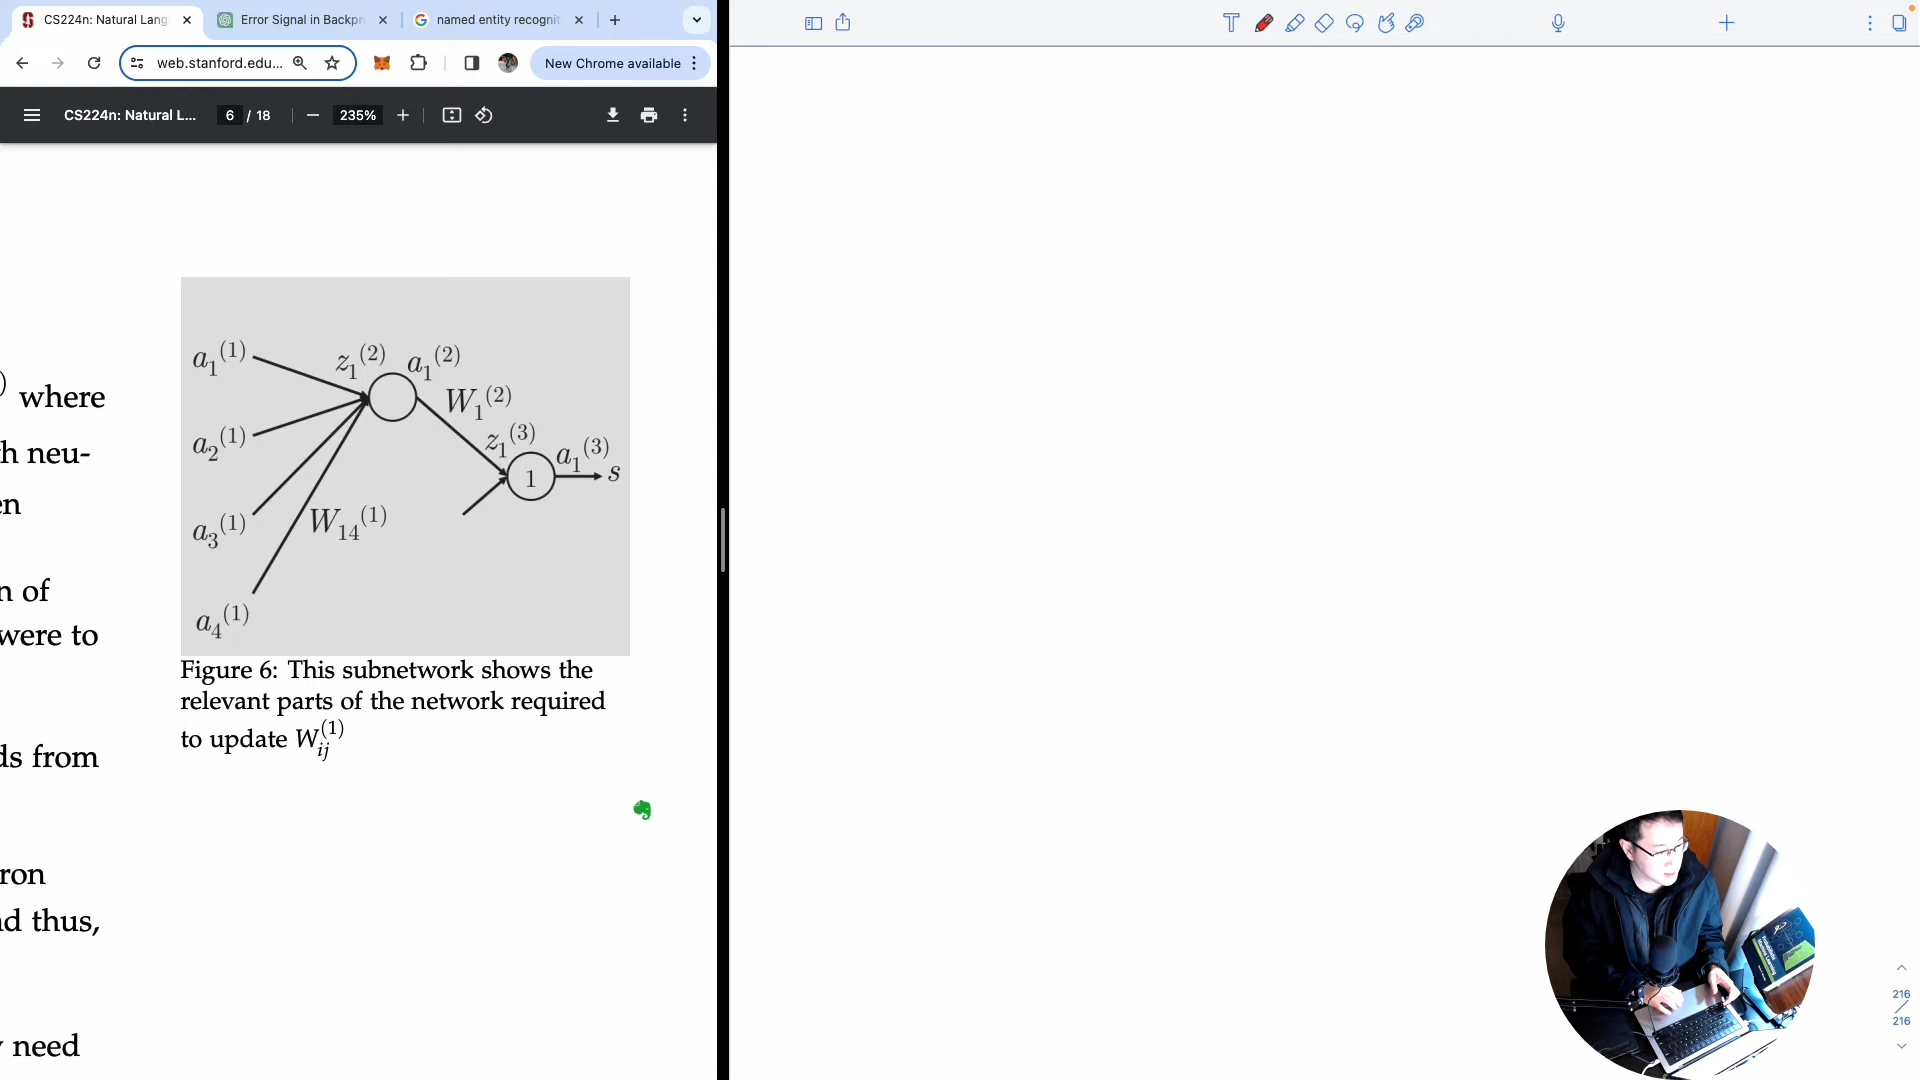 CS224n: Natural Lang
Error Signal in Backpr
named entity recognit
web.stanford.edu...
New Chrome available
CS224n: Natural L...
6 / 18
235%
) where
h neu-
en
n of
were to
ds from
ron
nd thus,
need
a₁⁽¹⁾
a₂⁽¹⁾
a₃⁽¹⁾
a₄⁽¹⁾
z₁⁽²⁾ a₁⁽²⁾
W₁⁽²⁾
z₁⁽³⁾
1
a₁⁽³⁾
s
W₁₄⁽¹⁾
Figure 6: This subnetwork shows the
relevant parts of the network required
to update Wᵢⱼ⁽¹⁾
T
216
216